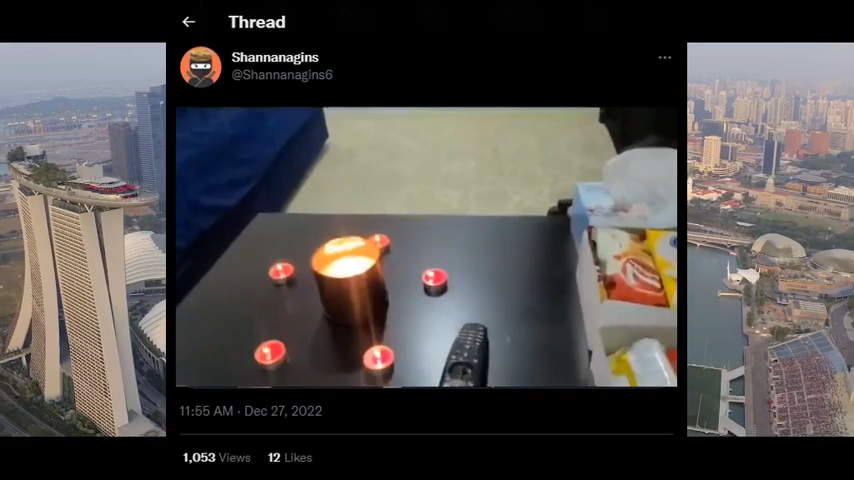 Thread
Shannanagins
@Shannanagins6
11:55 AM · Dec 27, 2022
1,053 Views 12 Likes